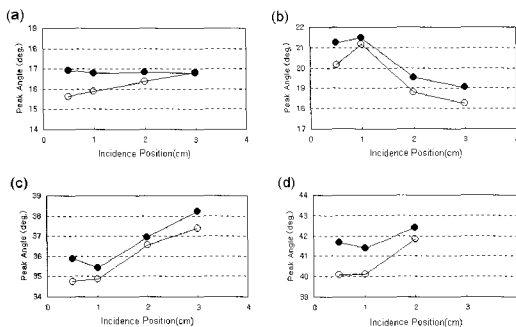 (a)
Peak Angle (deg.)
19
18
17
16
15
14
0 1 2 3 4
Incidence Position(cm)
(b)
Peak Angle (deg.)
22
21
20
19
18
17
0 1 2 3 4
Incidence Position(cm)
(c)
Peak Angle (deg.)
39
38
37
36
35
34
0 1 2 3 4
Incidence Position(cm)
(d)
Peak Angle (deg.)
44
43
42
41
40
39
0 1 2 3
Incidence Position(cm)